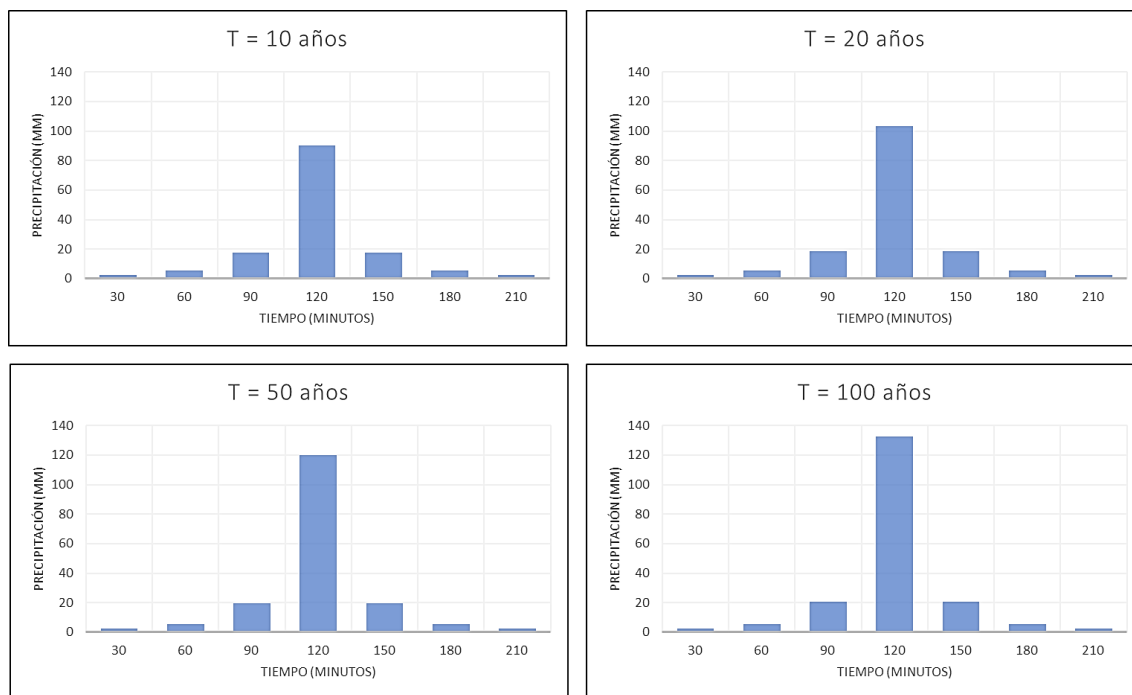 T = 10 años
PRECIPITACIÓN (MM)
140
120
100
80
60
40
20
0
30 60 90 120 150 180 210
TIEMPO (MINUTOS)
T = 20 años
PRECIPITACIÓN (MM)
140
120
100
80
60
40
20
0
30 60 90 120 150 180 210
TIEMPO (MINUTOS)
T = 50 años
PRECIPITACIÓN (MM)
140
120
100
80
60
40
20
0
30 60 90 120 150 180 210
TIEMPO (MINUTOS)
T = 100 años
PRECIPITACIÓN (MM)
140
120
100
80
60
40
20
0
30 60 90 120 150 180 210
TIEMPO (MINUTOS)